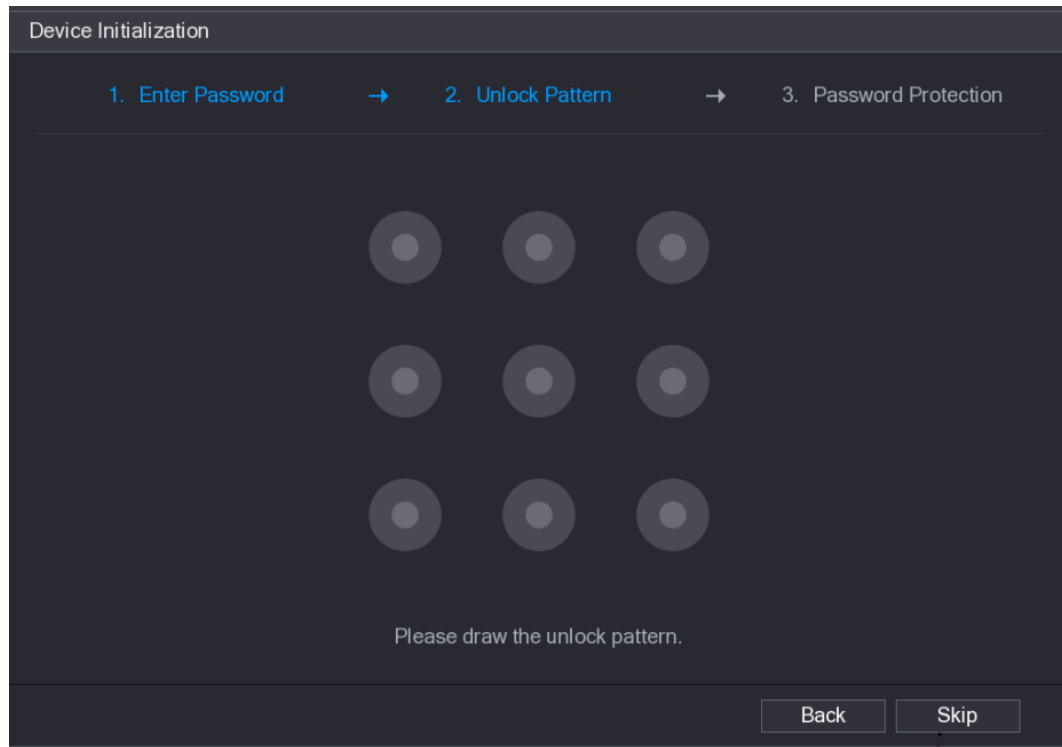 Device Initialization
1. Enter Password → 2. Unlock Pattern → 3. Password Protection
Please draw the unlock pattern.
Back Skip